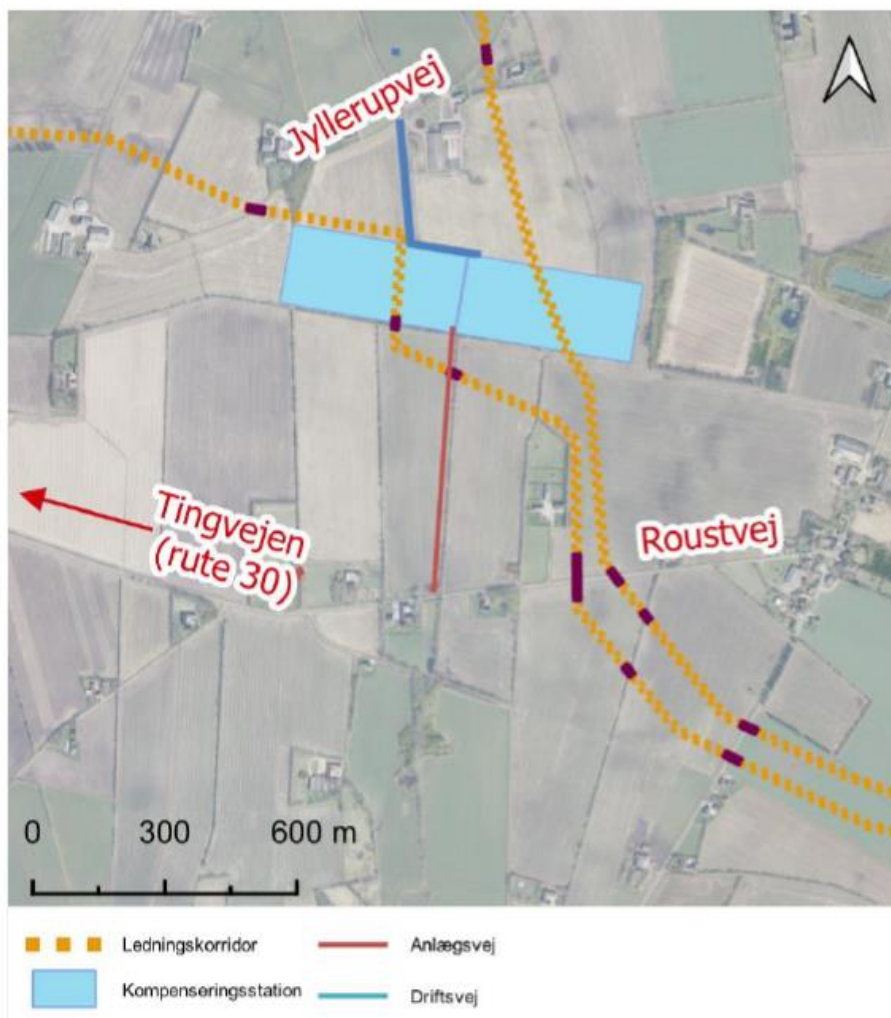 Jyllerupvej
Tingvejen
(rute 30)
Roustvej
0 300 600 m
Ledningskorridor
Anlægsvej
Kompenseringsstation
Driftsvej